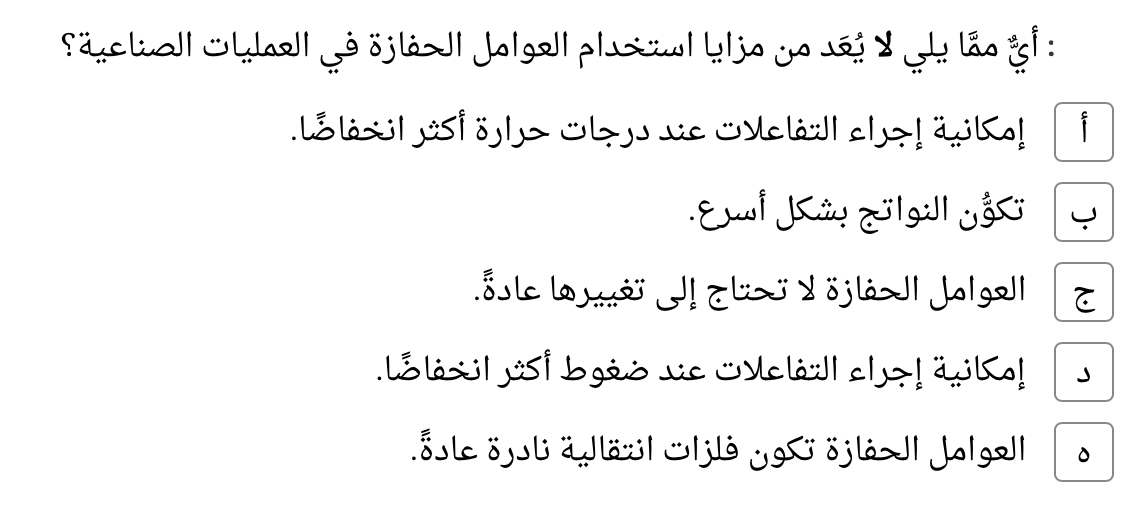 : أيٌّ ممَّا يلي لا يُعَد من مزايا استخدام العوامل الحفازة في العمليات الصناعية؟
أ إمكانية إجراء التفاعلات عند درجات حرارة أكثر انخفاضًا.
ب تكوُّن النواتج بشكل أسرع.
ج العوامل الحفازة لا تحتاج إلى تغييرها عادةً.
د إمكانية إجراء التفاعلات عند ضغوط أكثر انخفاضًا.
ه العوامل الحفازة تكون فلزات انتقالية نادرة عادةً.